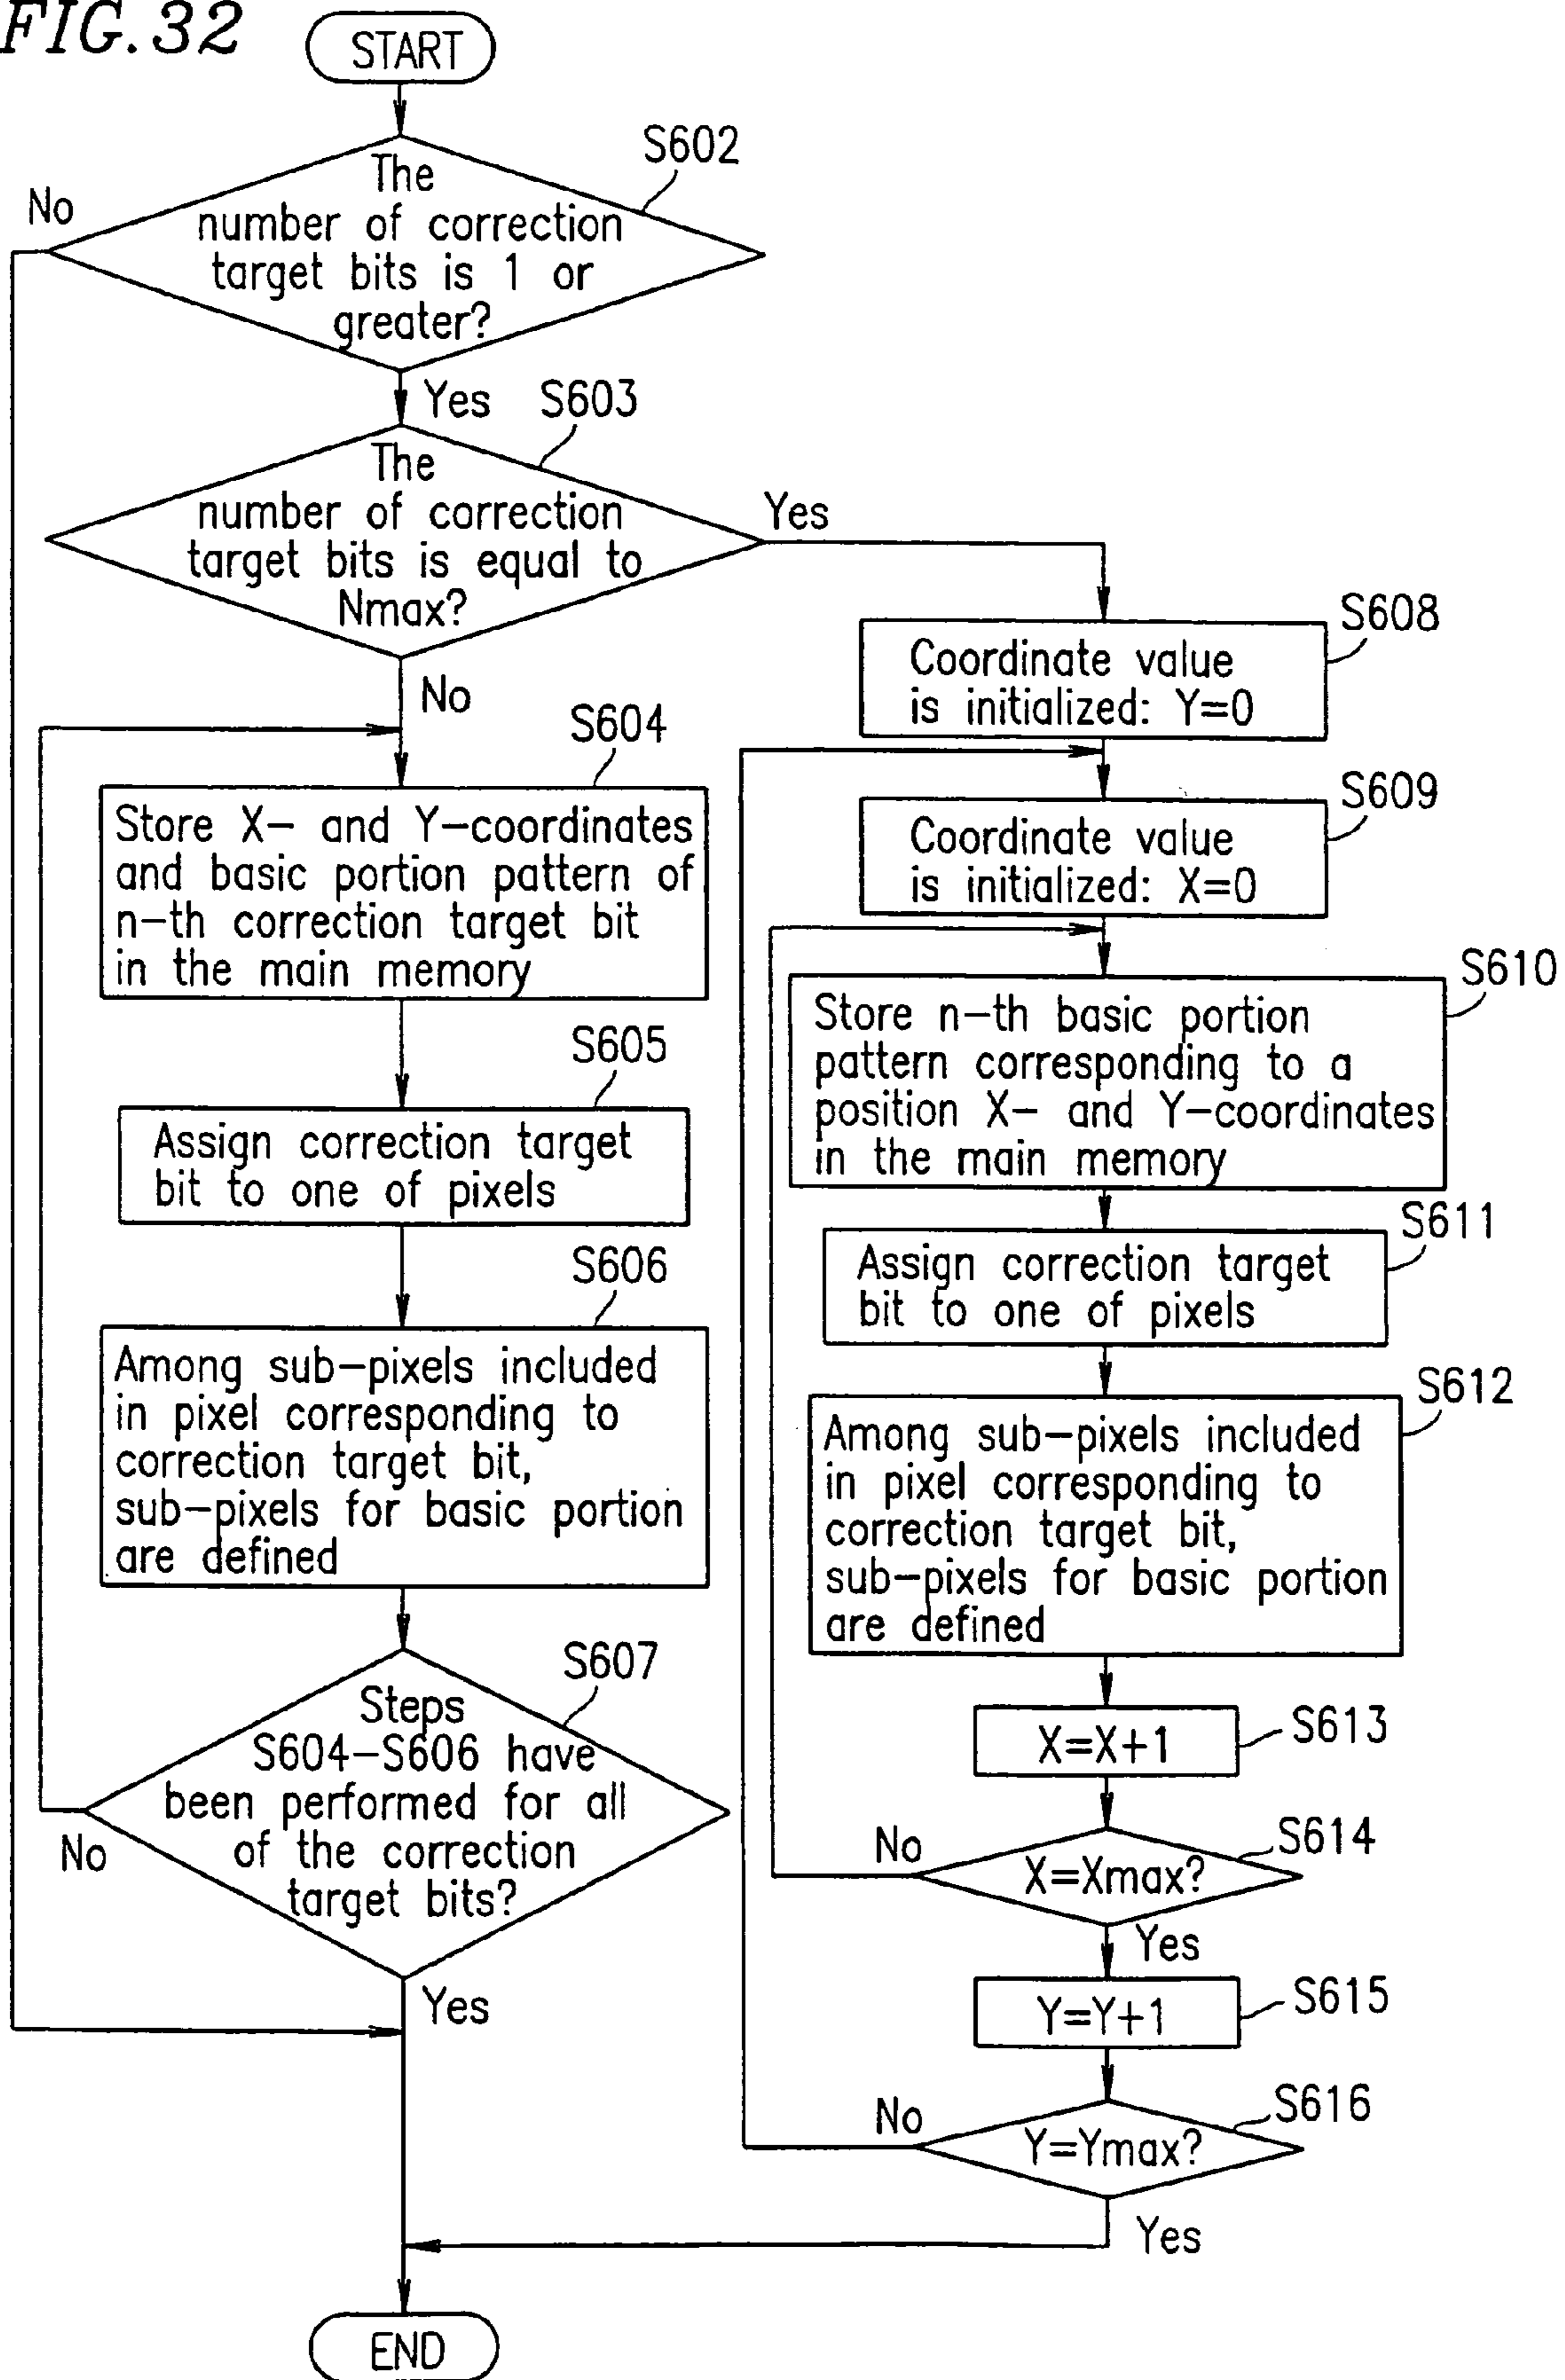 FIG.32
START
S602
The
number of correction
target bits is 1 or
greater?
No
Yes
S603
The
number of correction
target bits is equal to
Nmax?
Yes
No
S604
Store X- and Y-coordinates
and basic portion pattern of
n-th correction target bit
in the main memory
S605
Assign correction target
bit to one of pixels
S606
Among sub-pixels included
in pixel corresponding to
correction target bit,
sub-pixels for basic portion
are defined
S607
Steps
S604-S606 have
been performed for all
of the correction
target bits?
No
Yes
S608
Coordinate value
is initialized: Y=0
S609
Coordinate value
is initialized: X=0
S610
Store n-th basic portion
pattern corresponding to a
position X- and Y-coordinates
in the main memory
S611
Assign correction target
bit to one of pixels
S612
Among sub-pixels included
in pixel corresponding to
correction target bit,
sub-pixels for basic portion
are defined
S613
X=X+1
S614
No
X=Xmax?
Yes
S615
Y=Y+1
S616
No
Y=Ymax?
Yes
END